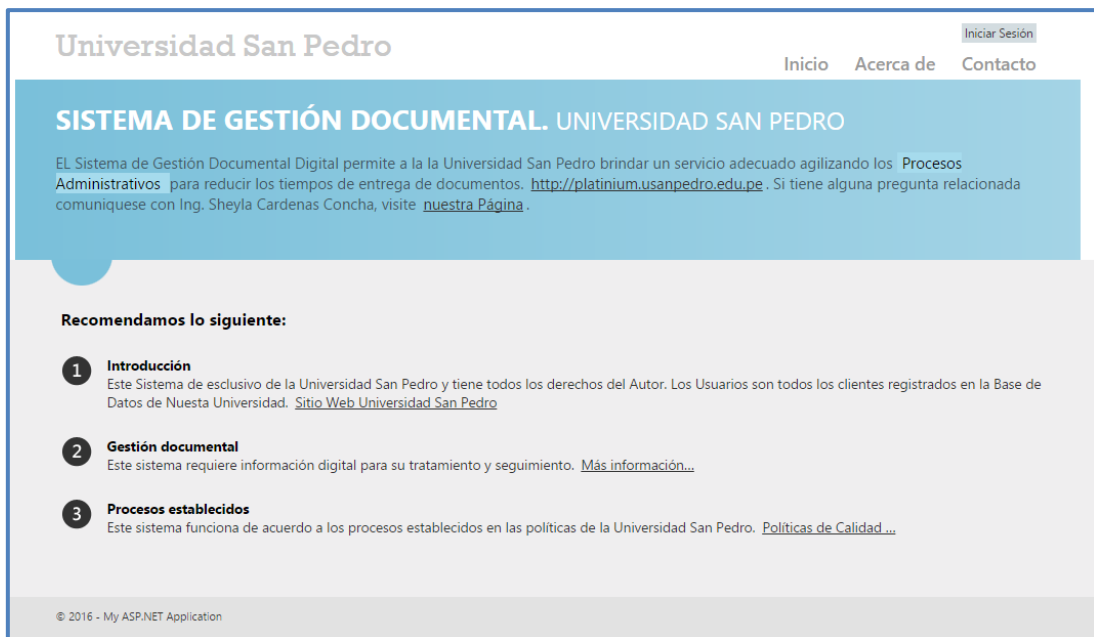 Universidad San Pedro
Iniciar Sesión
Inicio Acerca de Contacto
SISTEMA DE GESTIÓN DOCUMENTAL. UNIVERSIDAD SAN PEDRO
EL Sistema de Gestión Documental Digital permite a la la Universidad San Pedro brindar un servicio adecuado agilizando los Procesos
Administrativos para reducir los tiempos de entrega de documentos. http://platinium.usanpedro.edu.pe. Si tiene alguna pregunta relacionada
comuniquese con Ing. Sheyla Cardenas Concha, visite nuestra Página.
Recomendamos lo siguiente:
1 Introducción
Este Sistema de esclusivo de la Universidad San Pedro y tiene todos los derechos del Autor. Los Usuarios son todos los clientes registrados en la Base de
Datos de Nuesta Universidad. Sitio Web Universidad San Pedro
2 Gestión documental
Este sistema requiere información digital para su tratamiento y seguimiento. Más información...
3 Procesos establecidos
Este sistema funciona de acuerdo a los procesos establecidos en las políticas de la Universidad San Pedro. Políticas de Calidad ...
© 2016 - My ASP.NET Application